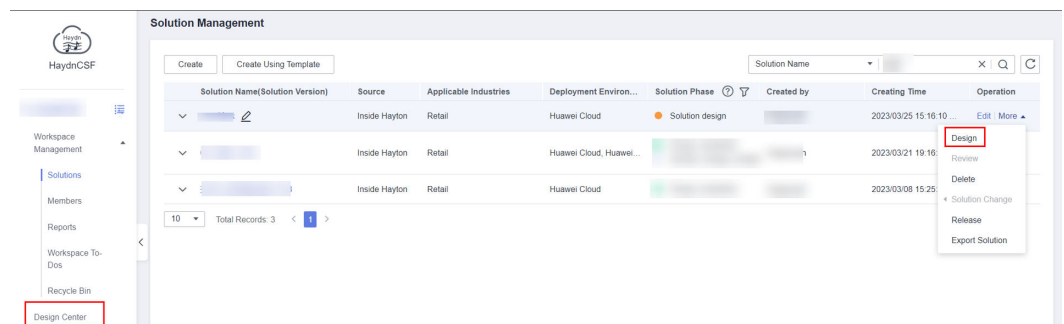 Solution Management
Haydn
HaydnCSF
Create
Create Using Template
Solution Name
Solution Name(Solution Version)
Source
Applicable Industries
Deployment Environ...
Solution Phase
Created by
Creating Time
Operation
Inside Hayton
Retail
Huawei Cloud
Solution design
2023/03/25 15:16:10 ...
Edit
More
Workspace
Management
Design
Inside Hayton
Retail
Huawei Cloud, Huawei...
2023/03/21 19:16:
Review
Solutions
Delete
Inside Hayton
Retail
Huawei Cloud
2023/03/08 15:25:
Members
Solution Change
10
Total Records: 3
1
Release
Reports
Export Solution
Workspace To-
Dos
Recycle Bin
Design Center